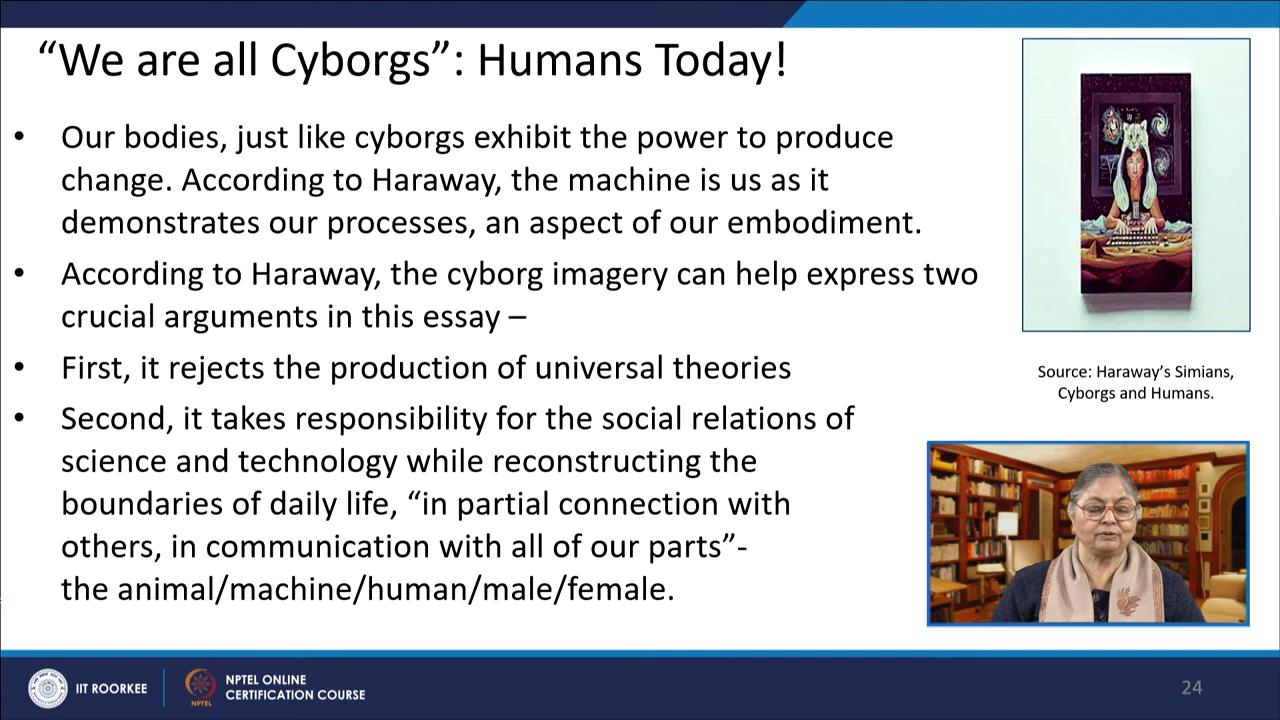 “We are all Cyborgs”: Humans Today!
• Our bodies, just like cyborgs exhibit the power to produce
change. According to Haraway, the machine is us as it
demonstrates our processes, an aspect of our embodiment.
• According to Haraway, the cyborg imagery can help express two
crucial arguments in this essay –
• First, it rejects the production of universal theories
• Second, it takes responsibility for the social relations of
science and technology while reconstructing the
boundaries of daily life, “in partial connection with
others, in communication with all of our parts”-
the animal/machine/human/male/female.
Source: Haraway’s Simians,
Cyborgs and Humans.
IIT ROORKEE
NPTEL
NPTEL ONLINE
CERTIFICATION COURSE
24